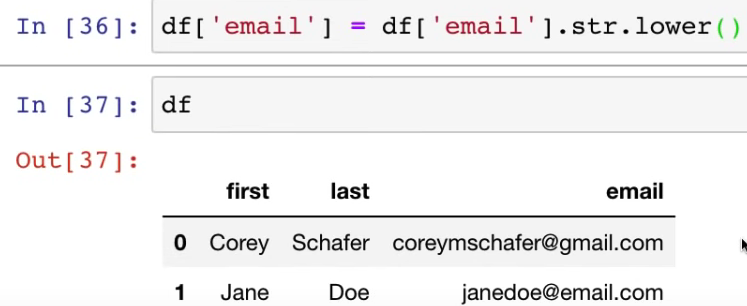 In [36]: df['email'] = df['email'].str.lower()
In [37]: df
Out[37]:
first last email
0 Corey Schafer coreymschafer@gmail.com
1 Jane Doe janedoe@email.com